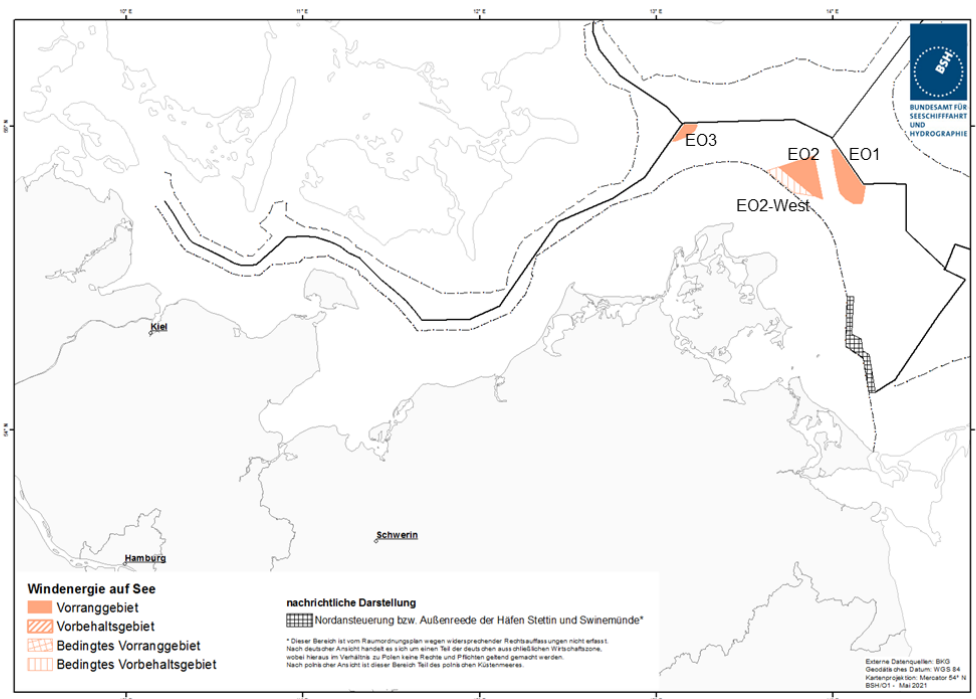 10° E 11° E 12° E 13° E 14° E
BSH
BUNDESAMT FÜR
SEESCHIFFFAHRT
UND
HYDROGRAPHIE
EO3
EO2
EO1
EO2-West
Kiel
54° N
Schwerin
Hamburg
Windenergie auf See
Vorranggebiet
Vorbehaltsgebiet
Bedingtes Vorranggebiet
Bedingtes Vorbehaltsgebiet
nachrichtliche Darstellung
Nordansteuerung bzw. Außenreede der Häfen Stettin und Swinemünde*
* Dieser Bereich ist vom Raumordnungsplan wegen widersprechender Rechtsauffassungen nicht erfasst.
Nach deutscher Ansicht handelt es sich um einen Teil der deutschen ausschließlichen Wirtschaftszone,
wobei hieraus im Verhältnis zu Polen keine Rechte und Pflichten geltend gemacht werden.
Nach polnischer Ansicht ist dieser Bereich Teil des polnischen Küstenmeeres.
Externe Datenquellen: BKG
Geodätisches Datum: WGS 84
Kartenprojektion: Mercator 54° N
BSH/O1 - Mai 2021